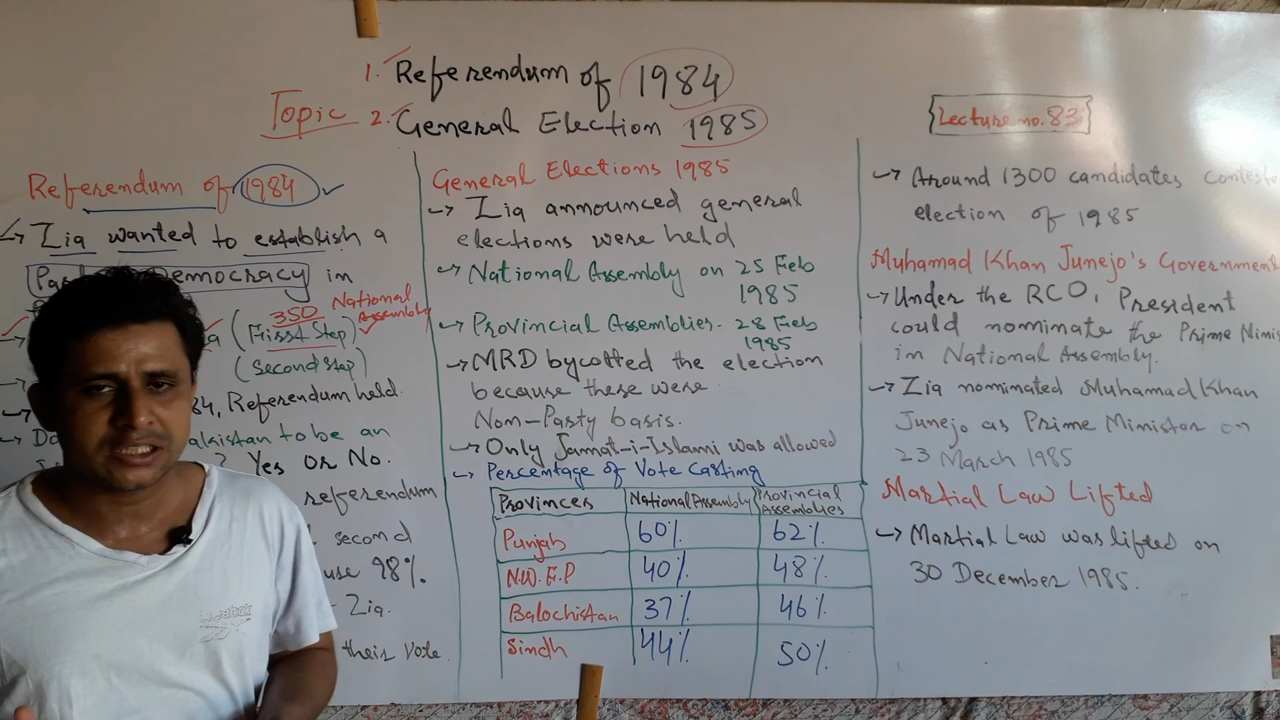 1. Referendum of 1984
Topic 2. General Election 1985
Lecture no. 83
Referendum of 1984
Zia wanted to establish a
Democracy in
350 National Assembly
(First Step)
(second step)
Referendum held.
to be an
Yes or No.
referendum
second
98%.
Zia.
their vote.
General Elections 1985
→ Zia announced general
elections were held
→ National Assembly on 25 Feb
1985
→ Provincial Assemblies. 28 Feb
1985
→ MRD bycotted the election
because these were
Non-Party basis.
→ Only Jamat-i-Islami was allowed
→ Percentage of Vote Casting
Provinces National Assembly Provincial Assemblies
Punjab 60% 62%
N.W.F.P 40% 48%
Balochistan 37% 46%
Sindh 44% 50%
→ Around 1300 candidates conteste
election of 1985
Muhamad Khan Junejo's Government
→ Under the RCO, President
could nominate the Prime Minis
in National Assembly.
→ Zia nominated Muhamad Khan
Junejo as Prime Minister on
23 March 1985
Martial Law Lifted
→ Martial Law was lifted on
30 December 1985.
Reebok